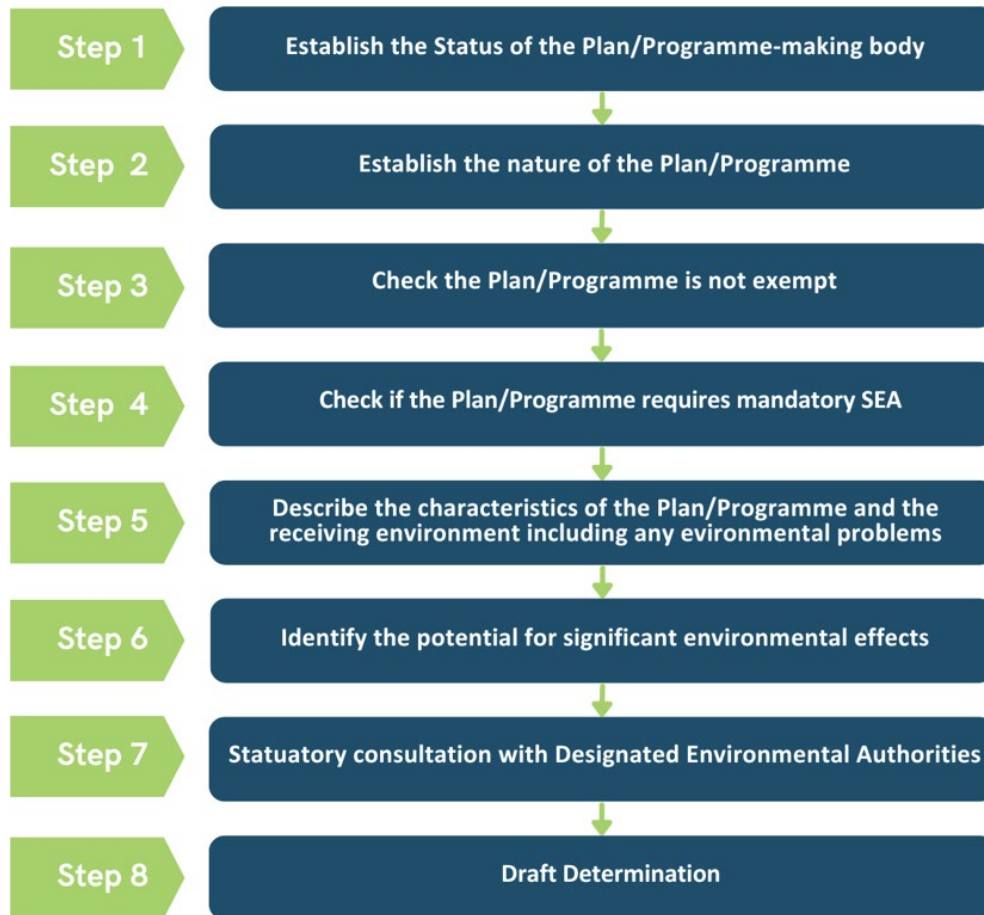 Step 1
Establish the Status of the Plan/Programme-making body
Step 2
Establish the nature of the Plan/Programme
Step 3
Check the Plan/Programme is not exempt
Step 4
Check if the Plan/Programme requires mandatory SEA
Step 5
Describe the characteristics of the Plan/Programme and the
receiving environment including any evironmental problems
Step 6
Identify the potential for significant environmental effects
Step 7
Statuatory consultation with Designated Environmental Authorities
Step 8
Draft Determination